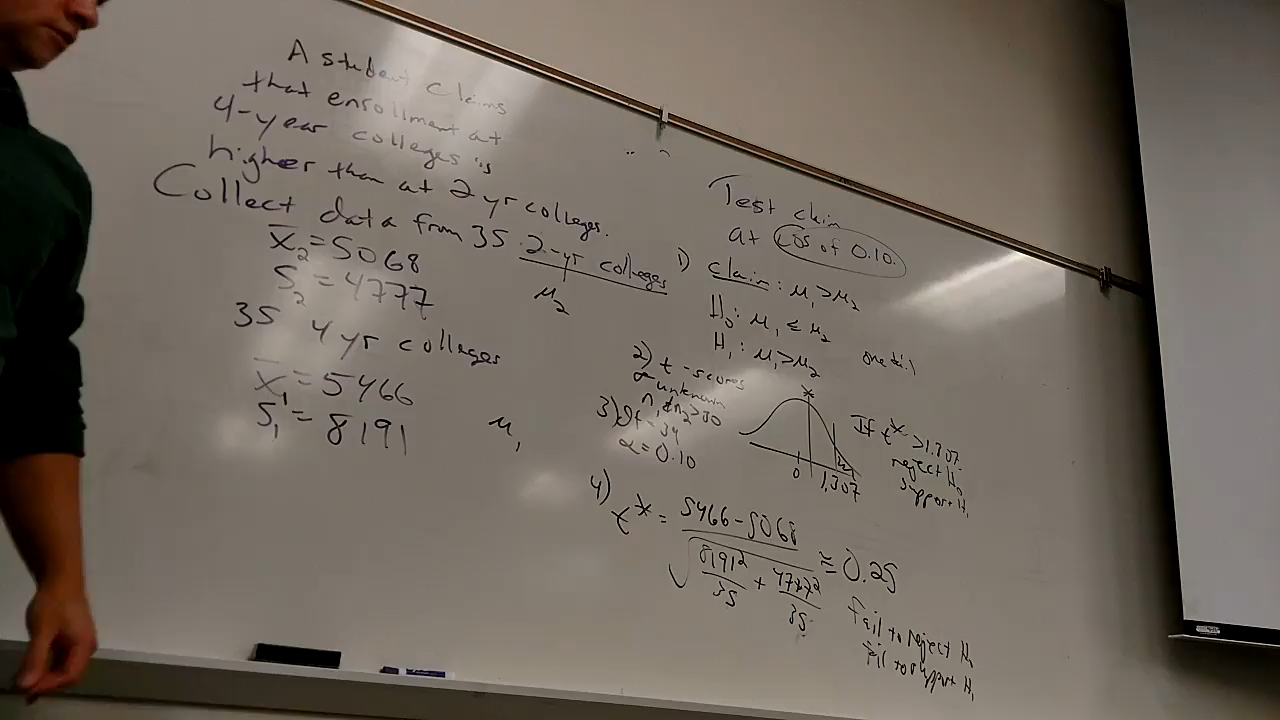 A student claims
that enrollment at
4-year colleges is
higher than at 2 yr colleges.
Collect data from 35 2-yr colleges
x̄₂ = 5068
S₂ = 4777
μ₂
35 4 yr colleges
x̄₁ = 5466
S₁ = 8191
μ₁
Test claim
at LOS of 0.10.
1) claim: μ₁ > μ₂
H₀: μ₁ ≤ μ₂
H₁: μ₁ > μ₂ one tail
2) t-scores
σ unknown
n₁ & n₂ > 30
3) df = 34
α = 0.10
0 1.307
If t* > 1.307
reject H₀
support H₁
4) t* = (5466 - 5068) / √(8191²/35 + 4777²/35) ≅ 0.25
fail to reject H₀
fail to support H₁